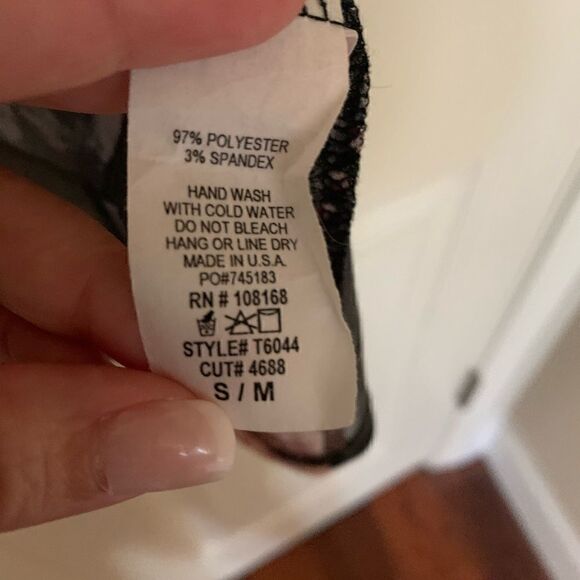 97% POLYESTER
3% SPANDEX
HAND WASH
WITH COLD WATER
DO NOT BLEACH
HANG OR LINE DRY
MADE IN U.S.A.
PO#745183
RN # 108168
STYLE# T6044
CUT# 4688
S / M